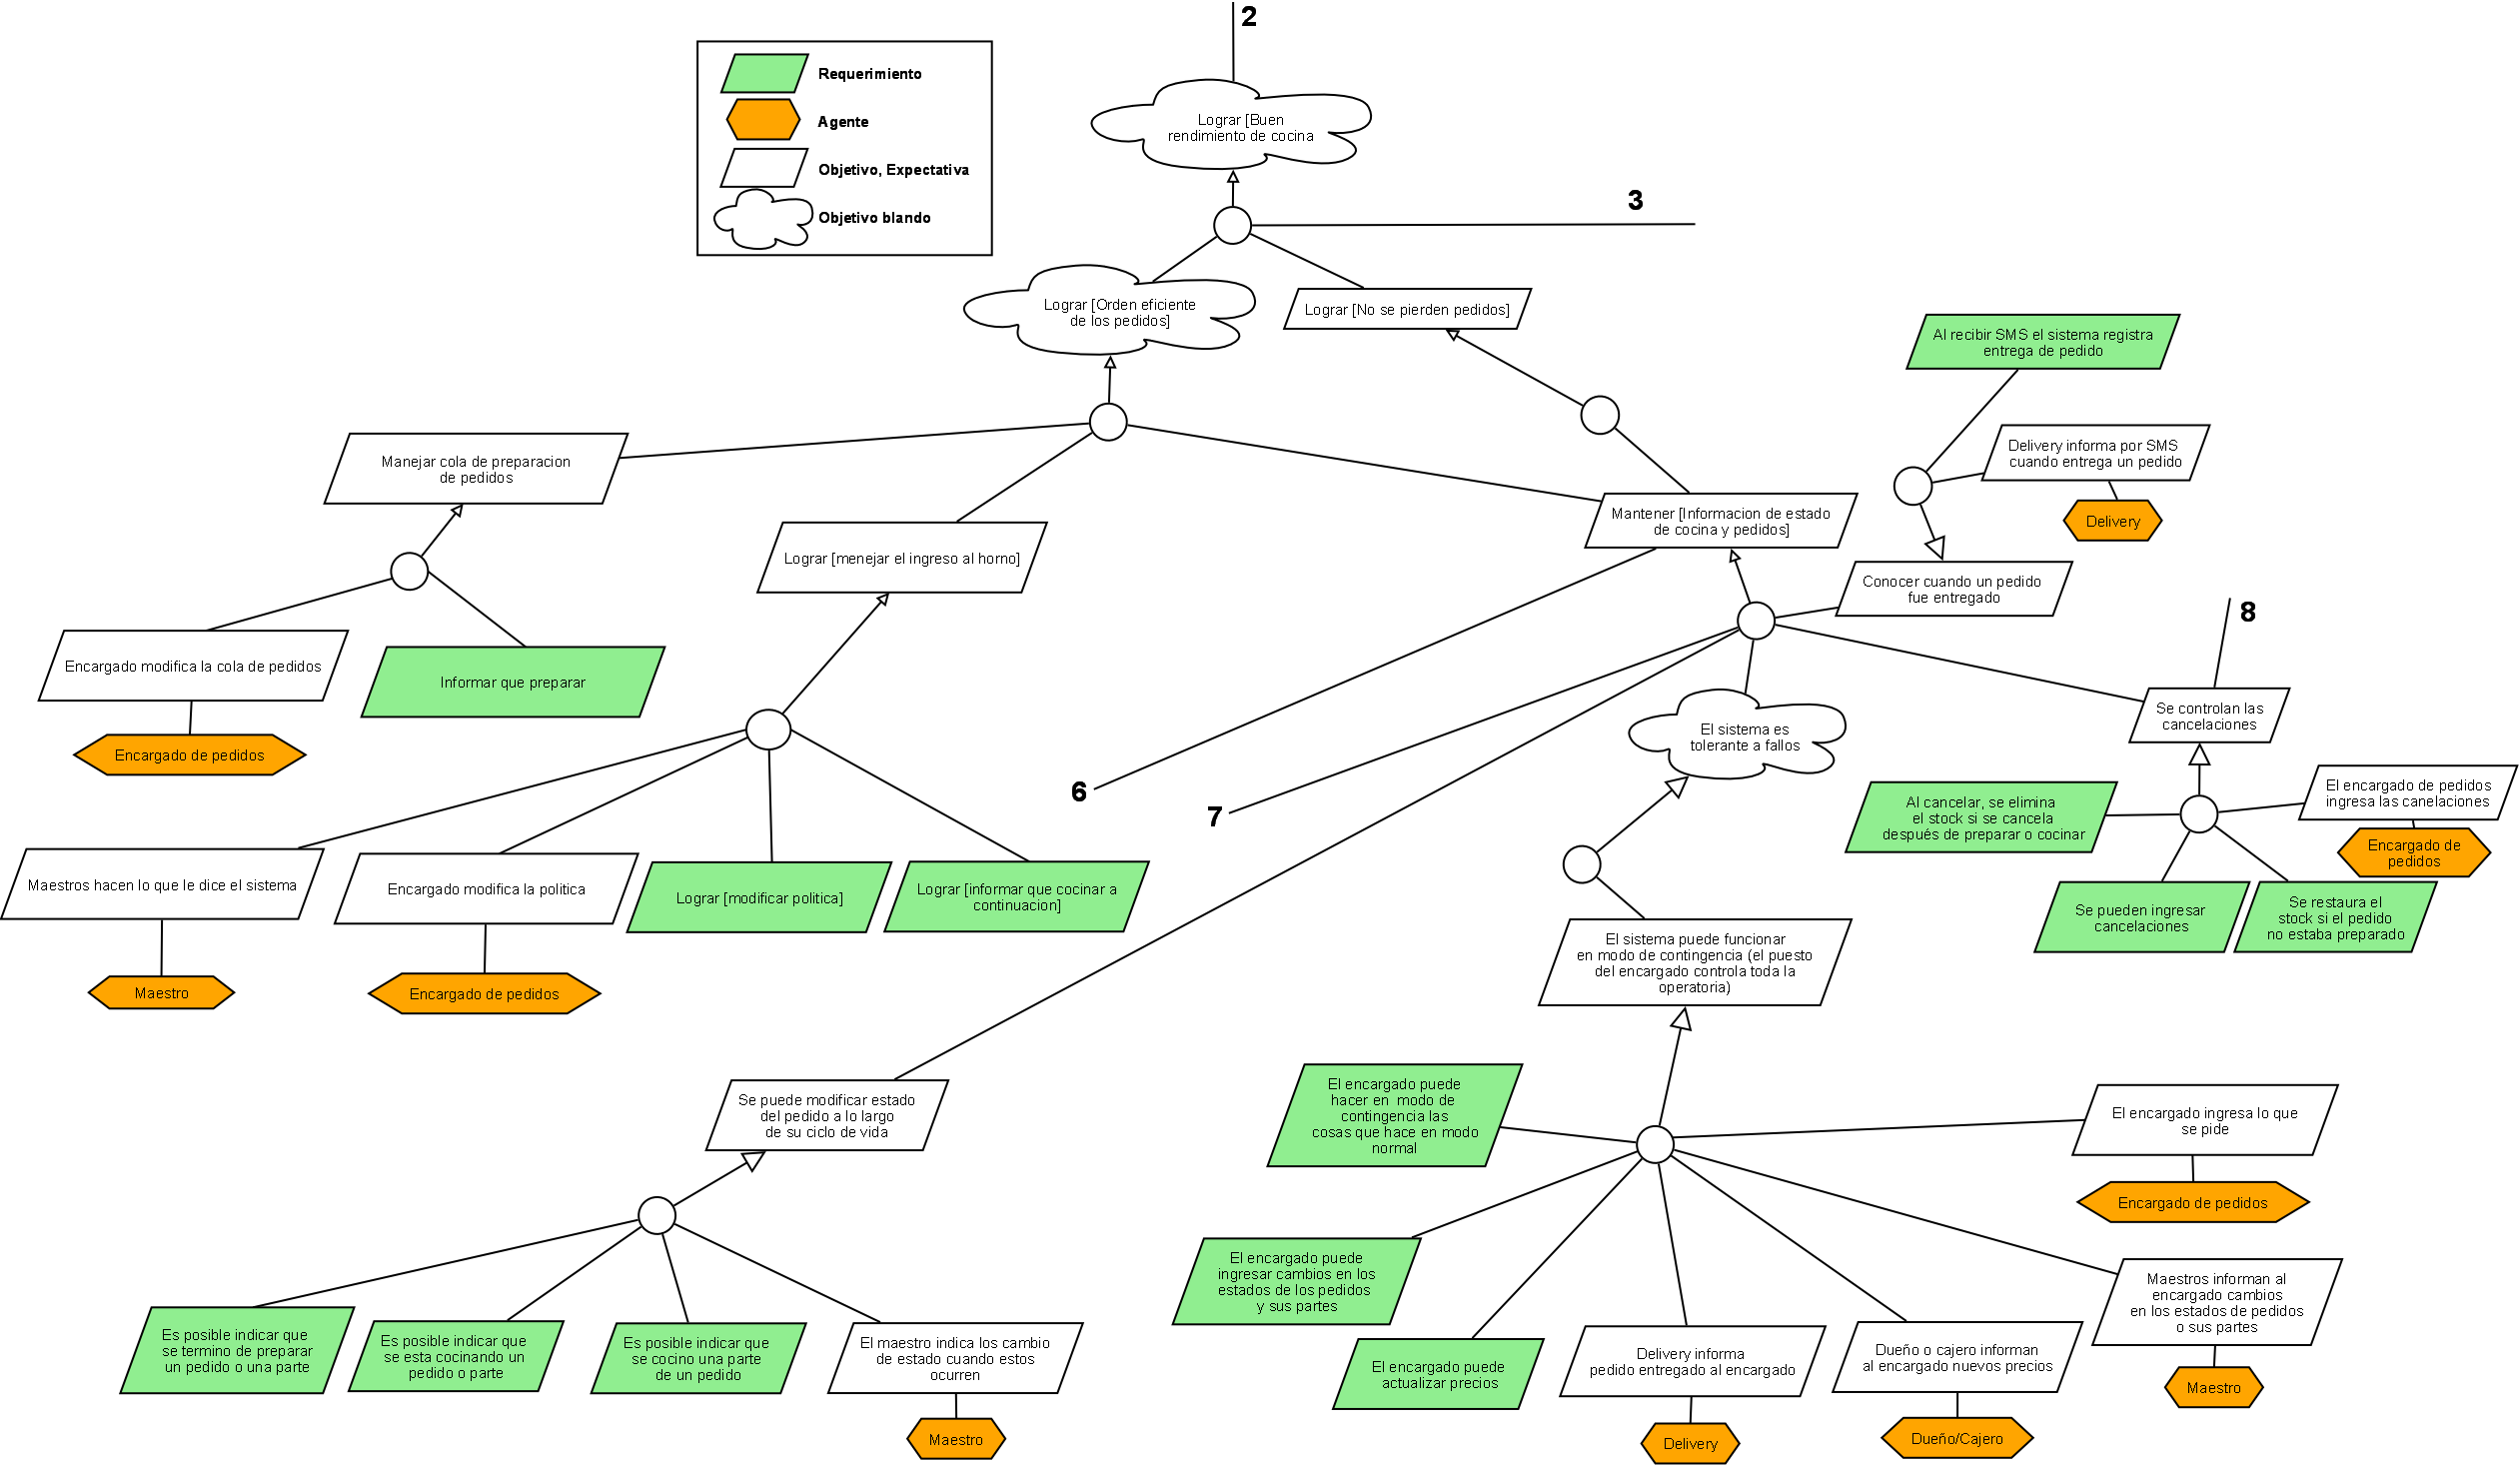 2
Requerimiento
Agente
Objetivo, Expectativa
Objetivo blando
Lograr [Buen
rendimiento de cocina
3
Lograr [Orden eficiente
de los pedidos]
Lograr [No se pierden pedidos]
Al recibir SMS el sistema registra
entrega de pedido
Delivery informa por SMS
cuando entrega un pedido
Delivery
Manejar cola de preparacion
de pedidos
Lograr [menejar el ingreso al horno]
Mantener [Informacion de estado
de cocina y pedidos]
Conocer cuando un pedido
fue entregado
8
Encargado modifica la cola de pedidos
Informar que preparar
Encargado de pedidos
Se controlan las
cancelaciones
El sistema es
tolerante a fallos
6
7
Al cancelar, se elimina
el stock si se cancela
después de preparar o cocinar
El encargado de pedidos
ingresa las canelaciones
Encargado de
pedidos
Maestros hacen lo que le dice el sistema
Encargado modifica la politica
Lograr [modificar politica]
Lograr [informar que cocinar a
continuacion]
Se pueden ingresar
cancelaciones
Se restaura el
stock si el pedido
no estaba preparado
Maestro
Encargado de pedidos
El sistema puede funcionar
en modo de contingencia (el puesto
del encargado controla toda la
operatoria)
Se puede modificar estado
del pedido a lo largo
de su ciclo de vida
El encargado puede
hacer en modo de
contingencia las
cosas que hace en modo
normal
El encargado ingresa lo que
se pide
Encargado de pedidos
El encargado puede
ingresar cambios en los
estados de los pedidos
y sus partes
Maestros informan al
encargado cambios
en los estados de pedidos
o sus partes
Maestro
Es posible indicar que
se termino de preparar
un pedido o una parte
Es posible indicar que
se esta cocinando un
pedido o parte
Es posible indicar que
se cocino una parte
de un pedido
El maestro indica los cambio
de estado cuando estos
ocurren
Maestro
El encargado puede
actualizar precios
Delivery informa
pedido entregado al encargado
Delivery
Dueño o cajero informan
al encargado nuevos precios
Dueño/Cajero